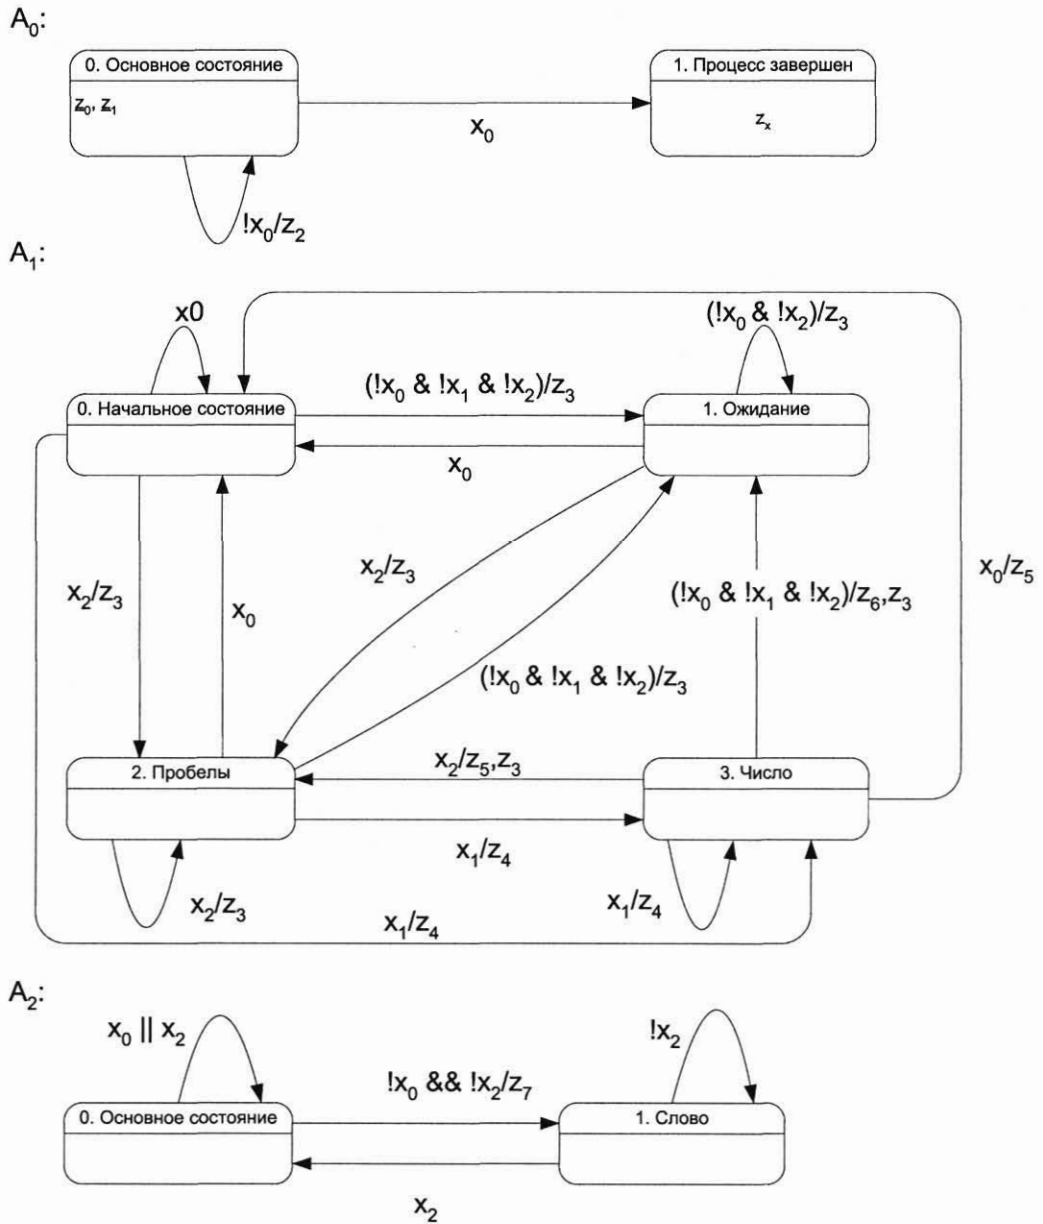 A₀:
0. Основное состояние
z₀, z₁
x₀
1. Процесс завершен
zₓ
!x₀/z₂
A₁:
x0
(!x₀ & !x₂)/z₃
0. Начальное состояние
(!x₀ & !x₁ & !x₂)/z₃
1. Ожидание
x₀
x₂/z₃
x₀
x₂/z₃
(!x₀ & !x₁ & !x₂)/z₆,z₃
x₀/z₅
(!x₀ & !x₁ & !x₂)/z₃
2. Пробелы
x₂/z₅,z₃
3. Число
x₁/z₄
x₂/z₃
x₁/z₄
x₁/z₄
A₂:
x₀ || x₂
!x₂
!x₀ && !x₂/z₇
0. Основное состояние
1. Слово
x₂